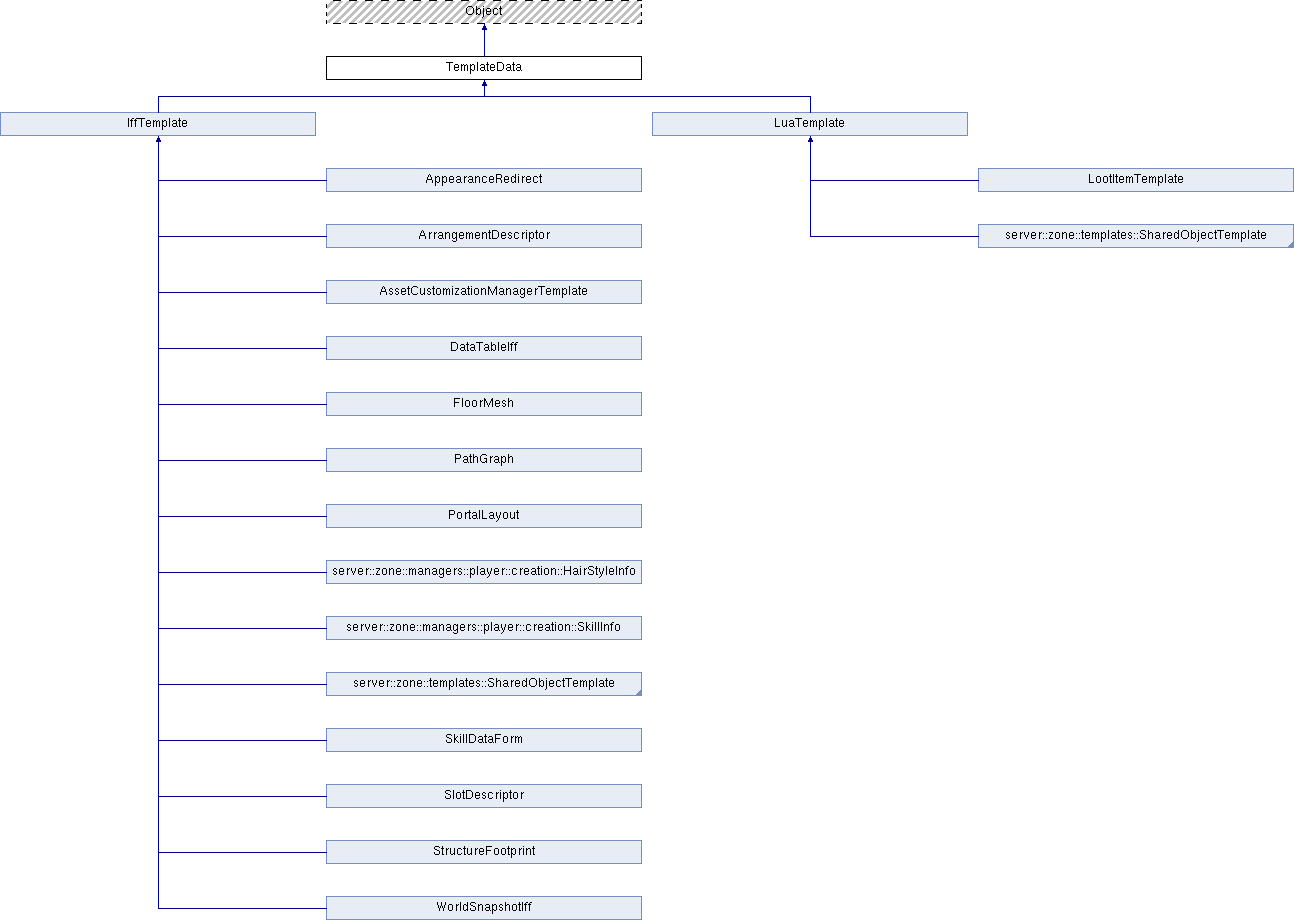 Object
TemplateData
IffTemplate
LuaTemplate
AppearanceRedirect
LootItemTemplate
ArrangementDescriptor
server::zone::templates::SharedObjectTemplate
AssetCustomizationManagerTemplate
DataTableIff
FloorMesh
PathGraph
PortalLayout
server::zone::managers::player::creation::HairStyleInfo
server::zone::managers::player::creation::SkillInfo
server::zone::templates::SharedObjectTemplate
SkillDataForm
SlotDescriptor
StructureFootprint
WorldSnapshotIff